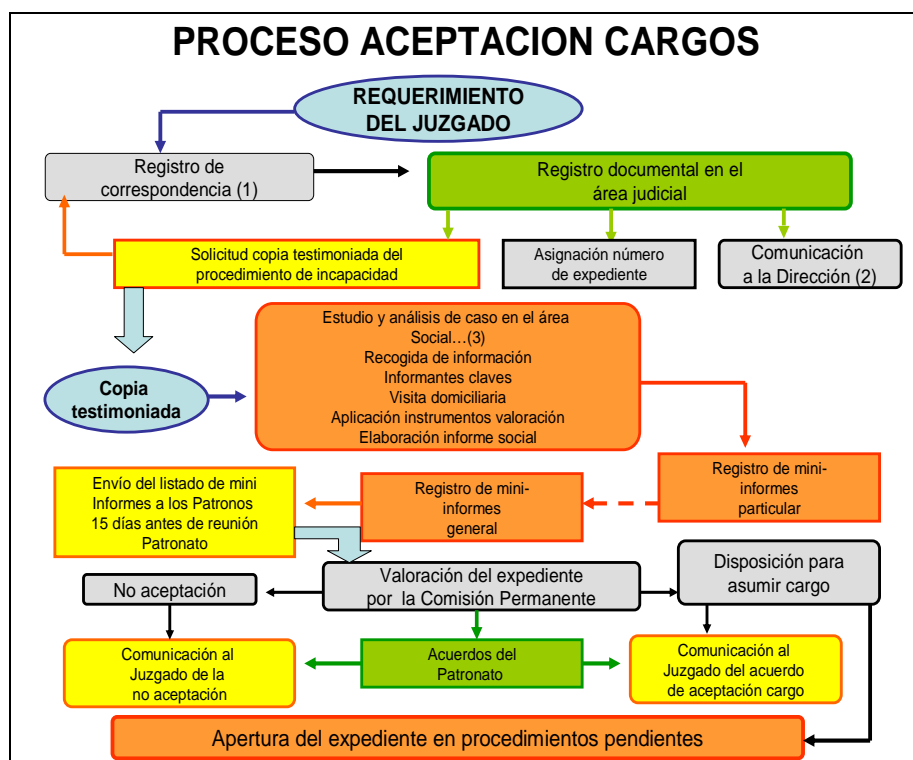 PROCESO ACEPTACION CARGOS
REQUERIMIENTO
DEL JUZGADO
Registro de
correspondencia (1)
Registro documental en el
área judicial
Solicitud copia testimoniada del
procedimiento de incapacidad
Asignación número
de expediente
Comunicación
a la Dirección (2)
Estudio y análisis de caso en el área
Social…(3)
Recogida de información
Informantes claves
Visita domiciliaria
Aplicación instrumentos valoración
Elaboración informe social
Copia
testimoniada
Envío del listado de mini
Informes a los Patronos
15 días antes de reunión
Patronato
Registro de mini-
informes
general
Registro de mini-
informes
particular
No aceptación
Valoración del expediente
por la Comisión Permanente
Disposición para
asumir cargo
Comunicación al
Juzgado de la
no aceptación
Acuerdos del
Patronato
Comunicación al
Juzgado del acuerdo
de aceptación cargo
Apertura del expediente en procedimientos pendientes